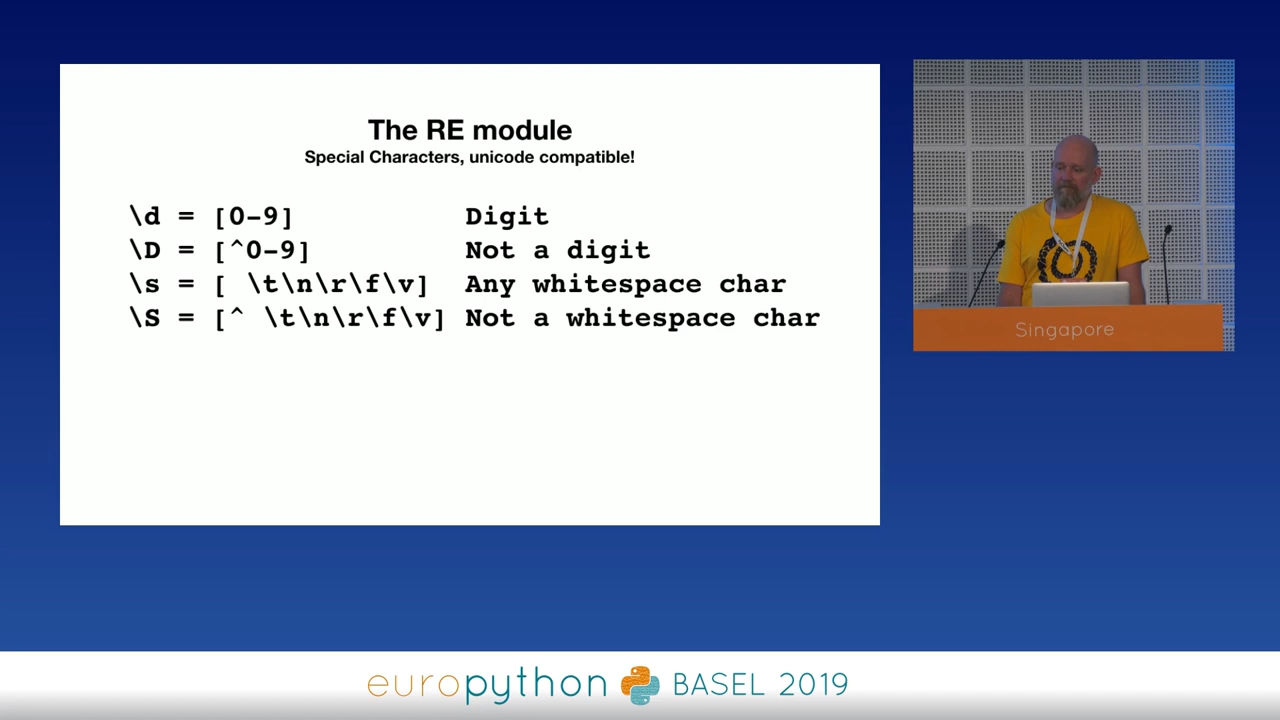 The RE module
Special Characters, unicode compatible!
\d = [0-9] Digit
\D = [^0-9] Not a digit
\s = [ \t\n\r\f\v] Any whitespace char
\S = [^ \t\n\r\f\v] Not a whitespace char
Singapore
europython BASEL 2019